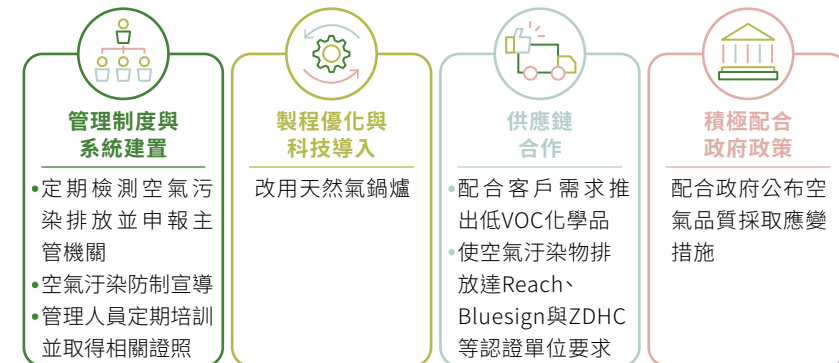 管理制度與
系統建置
•定期檢測空氣污
染排放並申報主
管機關
•空氣汙染防制宣導
•管理人員定期培訓
並取得相關證照
製程優化與
科技導入
改用天然氣鍋爐
供應鏈
合作
•配合客戶需求推
出低VOC化學品
•使空氣汙染物排
放達Reach、
Bluesign與ZDHC
等認證單位要求
積極配合
政府政策
配合政府公布空
氣品質採取應變
措施